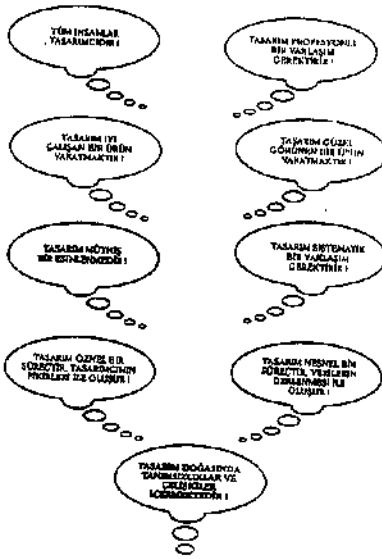 TÜM İNSANLAR
TASARIMCIDIR !
TASARIM PROFESYONEL
BİR YAKLAŞIM
GEREKTİRİR !
TASARIM İYİ
ÇALIŞAN BİR ÜRÜN
YARATMAKTIR !
TASARIM GÜZEL
GÖRÜNEN BİR ÜRÜN
YARATMAKTIR !
TASARIM MÜTHİŞ
BİR ESİNLENMEDİR !
TASARIM SİSTEMATİK
BİR YAKLAŞIM
GEREKTİRİR !
TASARIM ÖZNEL BİR
SÜREÇTİR, TASARIMCININ
FİKİRLERİ İLE OLUŞUR !
TASARIM NESNEL BİR
SÜREÇTİR, VERİLERİN
DERLENMESİ İLE
OLUŞUR !
TASARIM DOĞASINDA
TANIMSIZLIKLAR VE
ÇELİŞKİLER
İÇERMEKTEDİR !